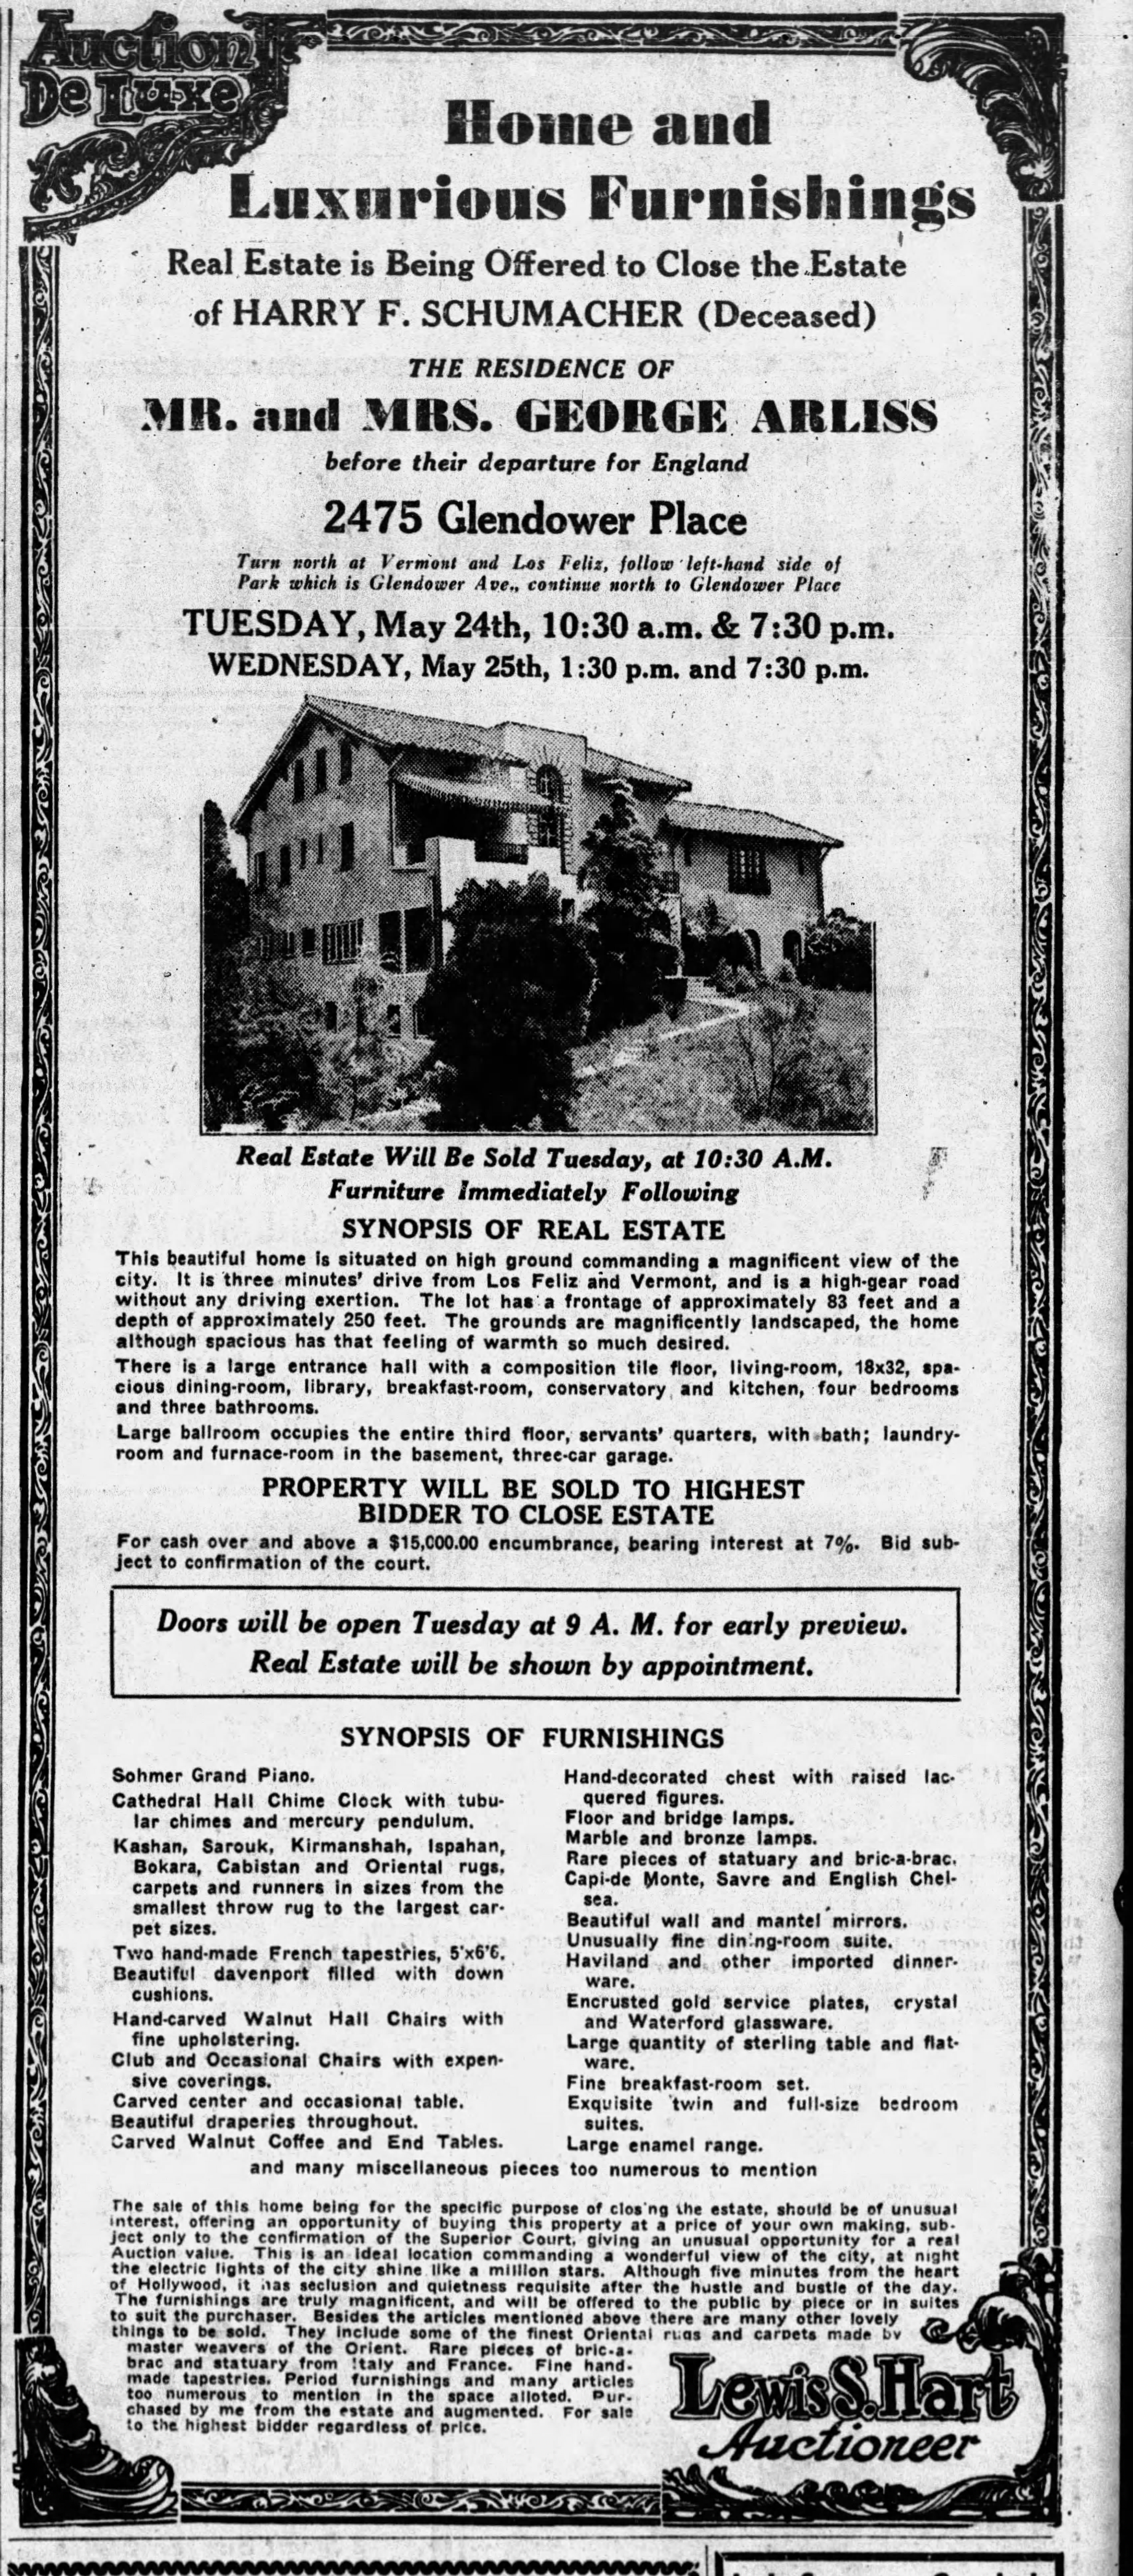 Auction
De Luxe
Home and
Luxurious Furnishings
Real Estate is Being Offered to Close the Estate
of HARRY F. SCHUMACHER (Deceased)
THE RESIDENCE OF
MR. and MRS. GEORGE ARLISS
before their departure for England
2475 Glendower Place
Turn north at Vermont and Los Feliz, follow left-hand side of
Park which is Glendower Ave., continue north to Glendower Place
TUESDAY, May 24th, 10:30 a.m. & 7:30 p.m.
WEDNESDAY, May 25th, 1:30 p.m. and 7:30 p.m.
Real Estate Will Be Sold Tuesday, at 10:30 A.M.
Furniture Immediately Following
SYNOPSIS OF REAL ESTATE
This beautiful home is situated on high ground commanding a magnificent view of the
city. It is three minutes' drive from Los Feliz and Vermont, and is a high-gear road
without any driving exertion. The lot has a frontage of approximately 83 feet and a
depth of approximately 250 feet. The grounds are magnificently landscaped, the home
although spacious has that feeling of warmth so much desired.
There is a large entrance hall with a composition tile floor, living-room, 18x32, spa-
cious dining-room, library, breakfast-room, conservatory and kitchen, four bedrooms
and three bathrooms.
Large ballroom occupies the entire third floor, servants' quarters, with bath; laundry-
room and furnace-room in the basement, three-car garage.
PROPERTY WILL BE SOLD TO HIGHEST
BIDDER TO CLOSE ESTATE
For cash over and above a $15,000.00 encumbrance, bearing interest at 7%. Bid sub-
ject to confirmation of the court.
Doors will be open Tuesday at 9 A. M. for early preview.
Real Estate will be shown by appointment.
SYNOPSIS OF FURNISHINGS
Sohmer Grand Piano.
Cathedral Hall Chime Clock with tubu-
lar chimes and mercury pendulum.
Kashan, Sarouk, Kirmanshah, Ispahan,
Bokara, Cabistan and Oriental rugs,
carpets and runners in sizes from the
smallest throw rug to the largest car-
pet sizes.
Two hand-made French tapestries, 5'x6'6.
Beautiful davenport filled with down
cushions.
Hand-carved Walnut Hall Chairs with
fine upholstering.
Club and Occasional Chairs with expen-
sive coverings.
Carved center and occasional table.
Beautiful draperies throughout.
Carved Walnut Coffee and End Tables.
Hand-decorated chest with raised lac-
quered figures.
Floor and bridge lamps.
Marble and bronze lamps.
Rare pieces of statuary and bric-a-brac.
Capi-de Monte, Savre and English Chel-
sea.
Beautiful wall and mantel mirrors.
Unusually fine dining-room suite.
Haviland and other imported dinner-
ware.
Encrusted gold service plates, crystal
and Waterford glassware.
Large quantity of sterling table and flat-
ware.
Fine breakfast-room set.
Exquisite twin and full-size bedroom
suites.
Large enamel range.
and many miscellaneous pieces too numerous to mention
The sale of this home being for the specific purpose of closing the estate, should be of unusual
interest, offering an opportunity of buying this property at a price of your own making, sub-
ject only to the confirmation of the Superior Court, giving an unusual opportunity for a real
Auction value. This is an ideal location commanding a wonderful view of the city, at night
the electric lights of the city shine like a million stars. Although five minutes from the heart
of Hollywood, it has seclusion and quietness requisite after the hustle and bustle of the day.
The furnishings are truly magnificent, and will be offered to the public by piece or in suites
to suit the purchaser. Besides the articles mentioned above there are many other lovely
things to be sold. They include some of the finest Oriental rugs and carpets made by
master weavers of the Orient. Rare pieces of bric-a-
brac and statuary from Italy and France. Fine hand-
made tapestries. Period furnishings and many articles
too numerous to mention in the space alloted. Pur-
chased by me from the estate and augmented. For sale
to the highest bidder regardless of price.
Lewis S. Hart
Auctioneer